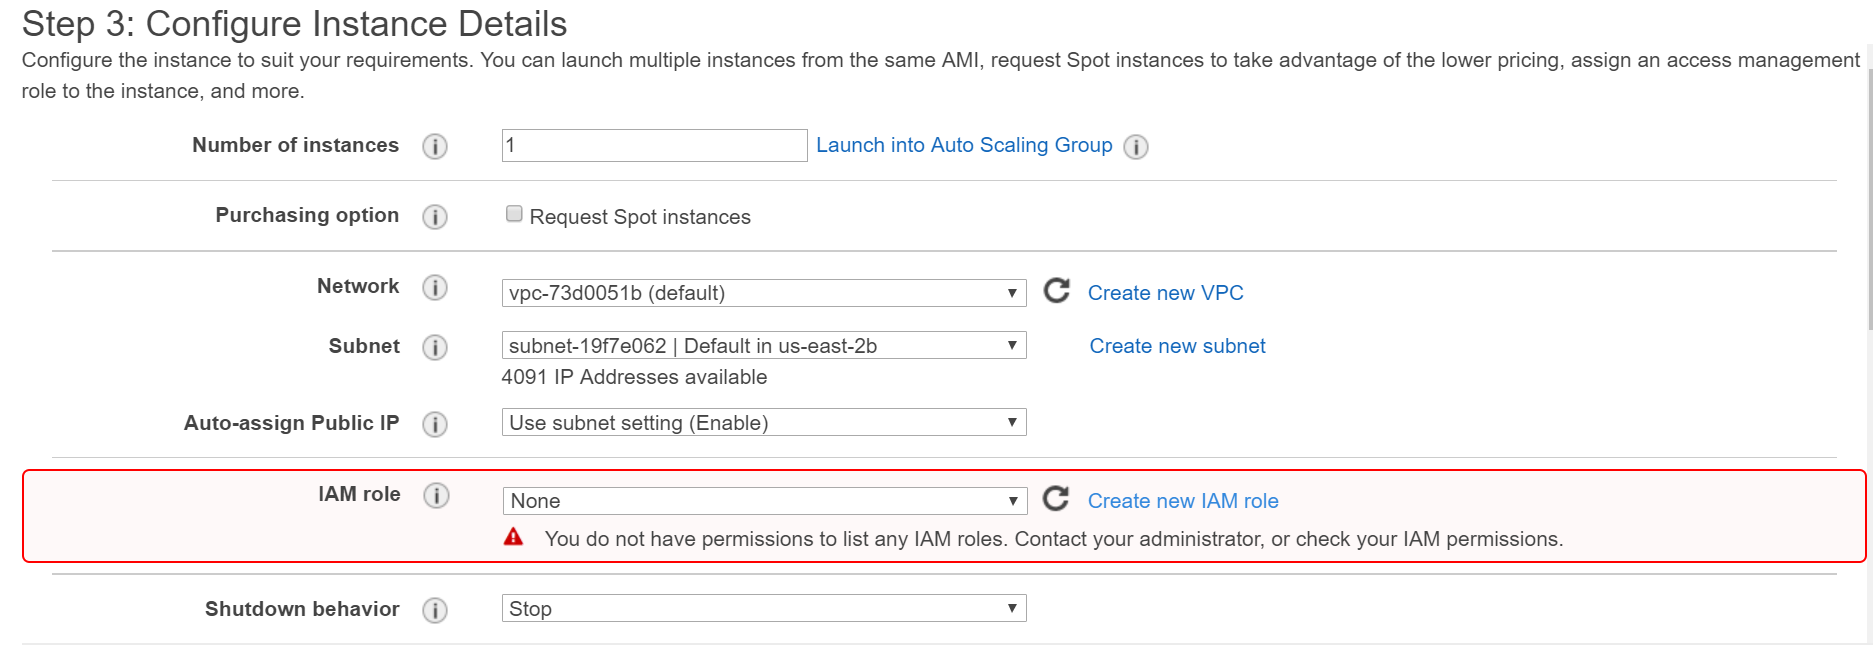 Step 3: Configure Instance Details
Configure the instance to suit your requirements. You can launch multiple instances from the same AMI, request Spot instances to take advantage of the lower pricing, assign an access management
role to the instance, and more.
Number of instances i 1 Launch into Auto Scaling Group i
Purchasing option i Request Spot instances
Network i vpc-73d0051b (default) Create new VPC
Subnet i subnet-19f7e062 | Default in us-east-2b Create new subnet
4091 IP Addresses available
Auto-assign Public IP i Use subnet setting (Enable)
IAM role i None Create new IAM role
You do not have permissions to list any IAM roles. Contact your administrator, or check your IAM permissions.
Shutdown behavior i Stop